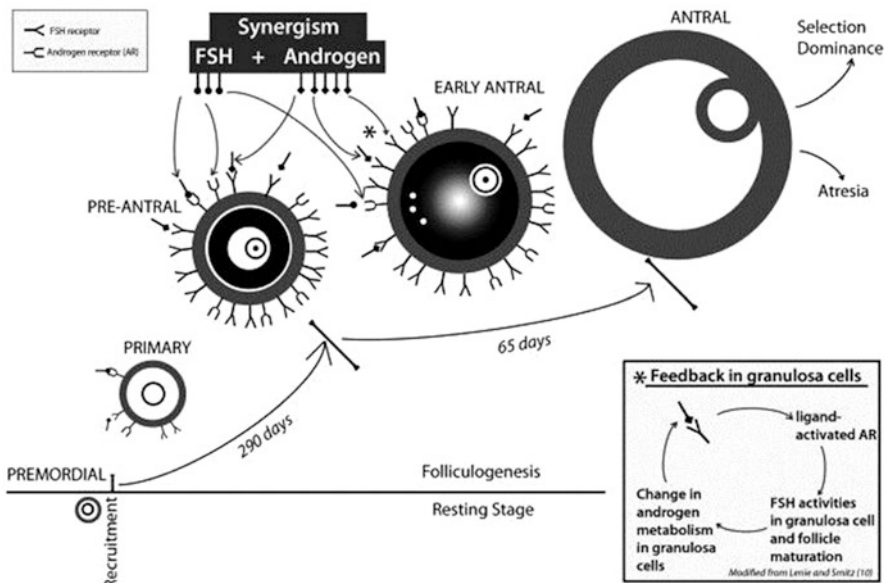 FSH receptor
Androgen receptor (AR)
Synergism
FSH + Androgen
ANTRAL
Selection
Dominance
EARLY ANTRAL
*
Atresia
PRE-ANTRAL
65 days
PRIMARY
290 days
* Feedback in granulosa cells
ligand-
activated AR
FSH activities
in granulosa cell
and follicle
maturation
Change in
androgen
metabolism
in granulosa
cells
Modified from Lenie and Smitz (10)
PREMORDIAL
Folliculogenesis
Resting Stage
Recruitment